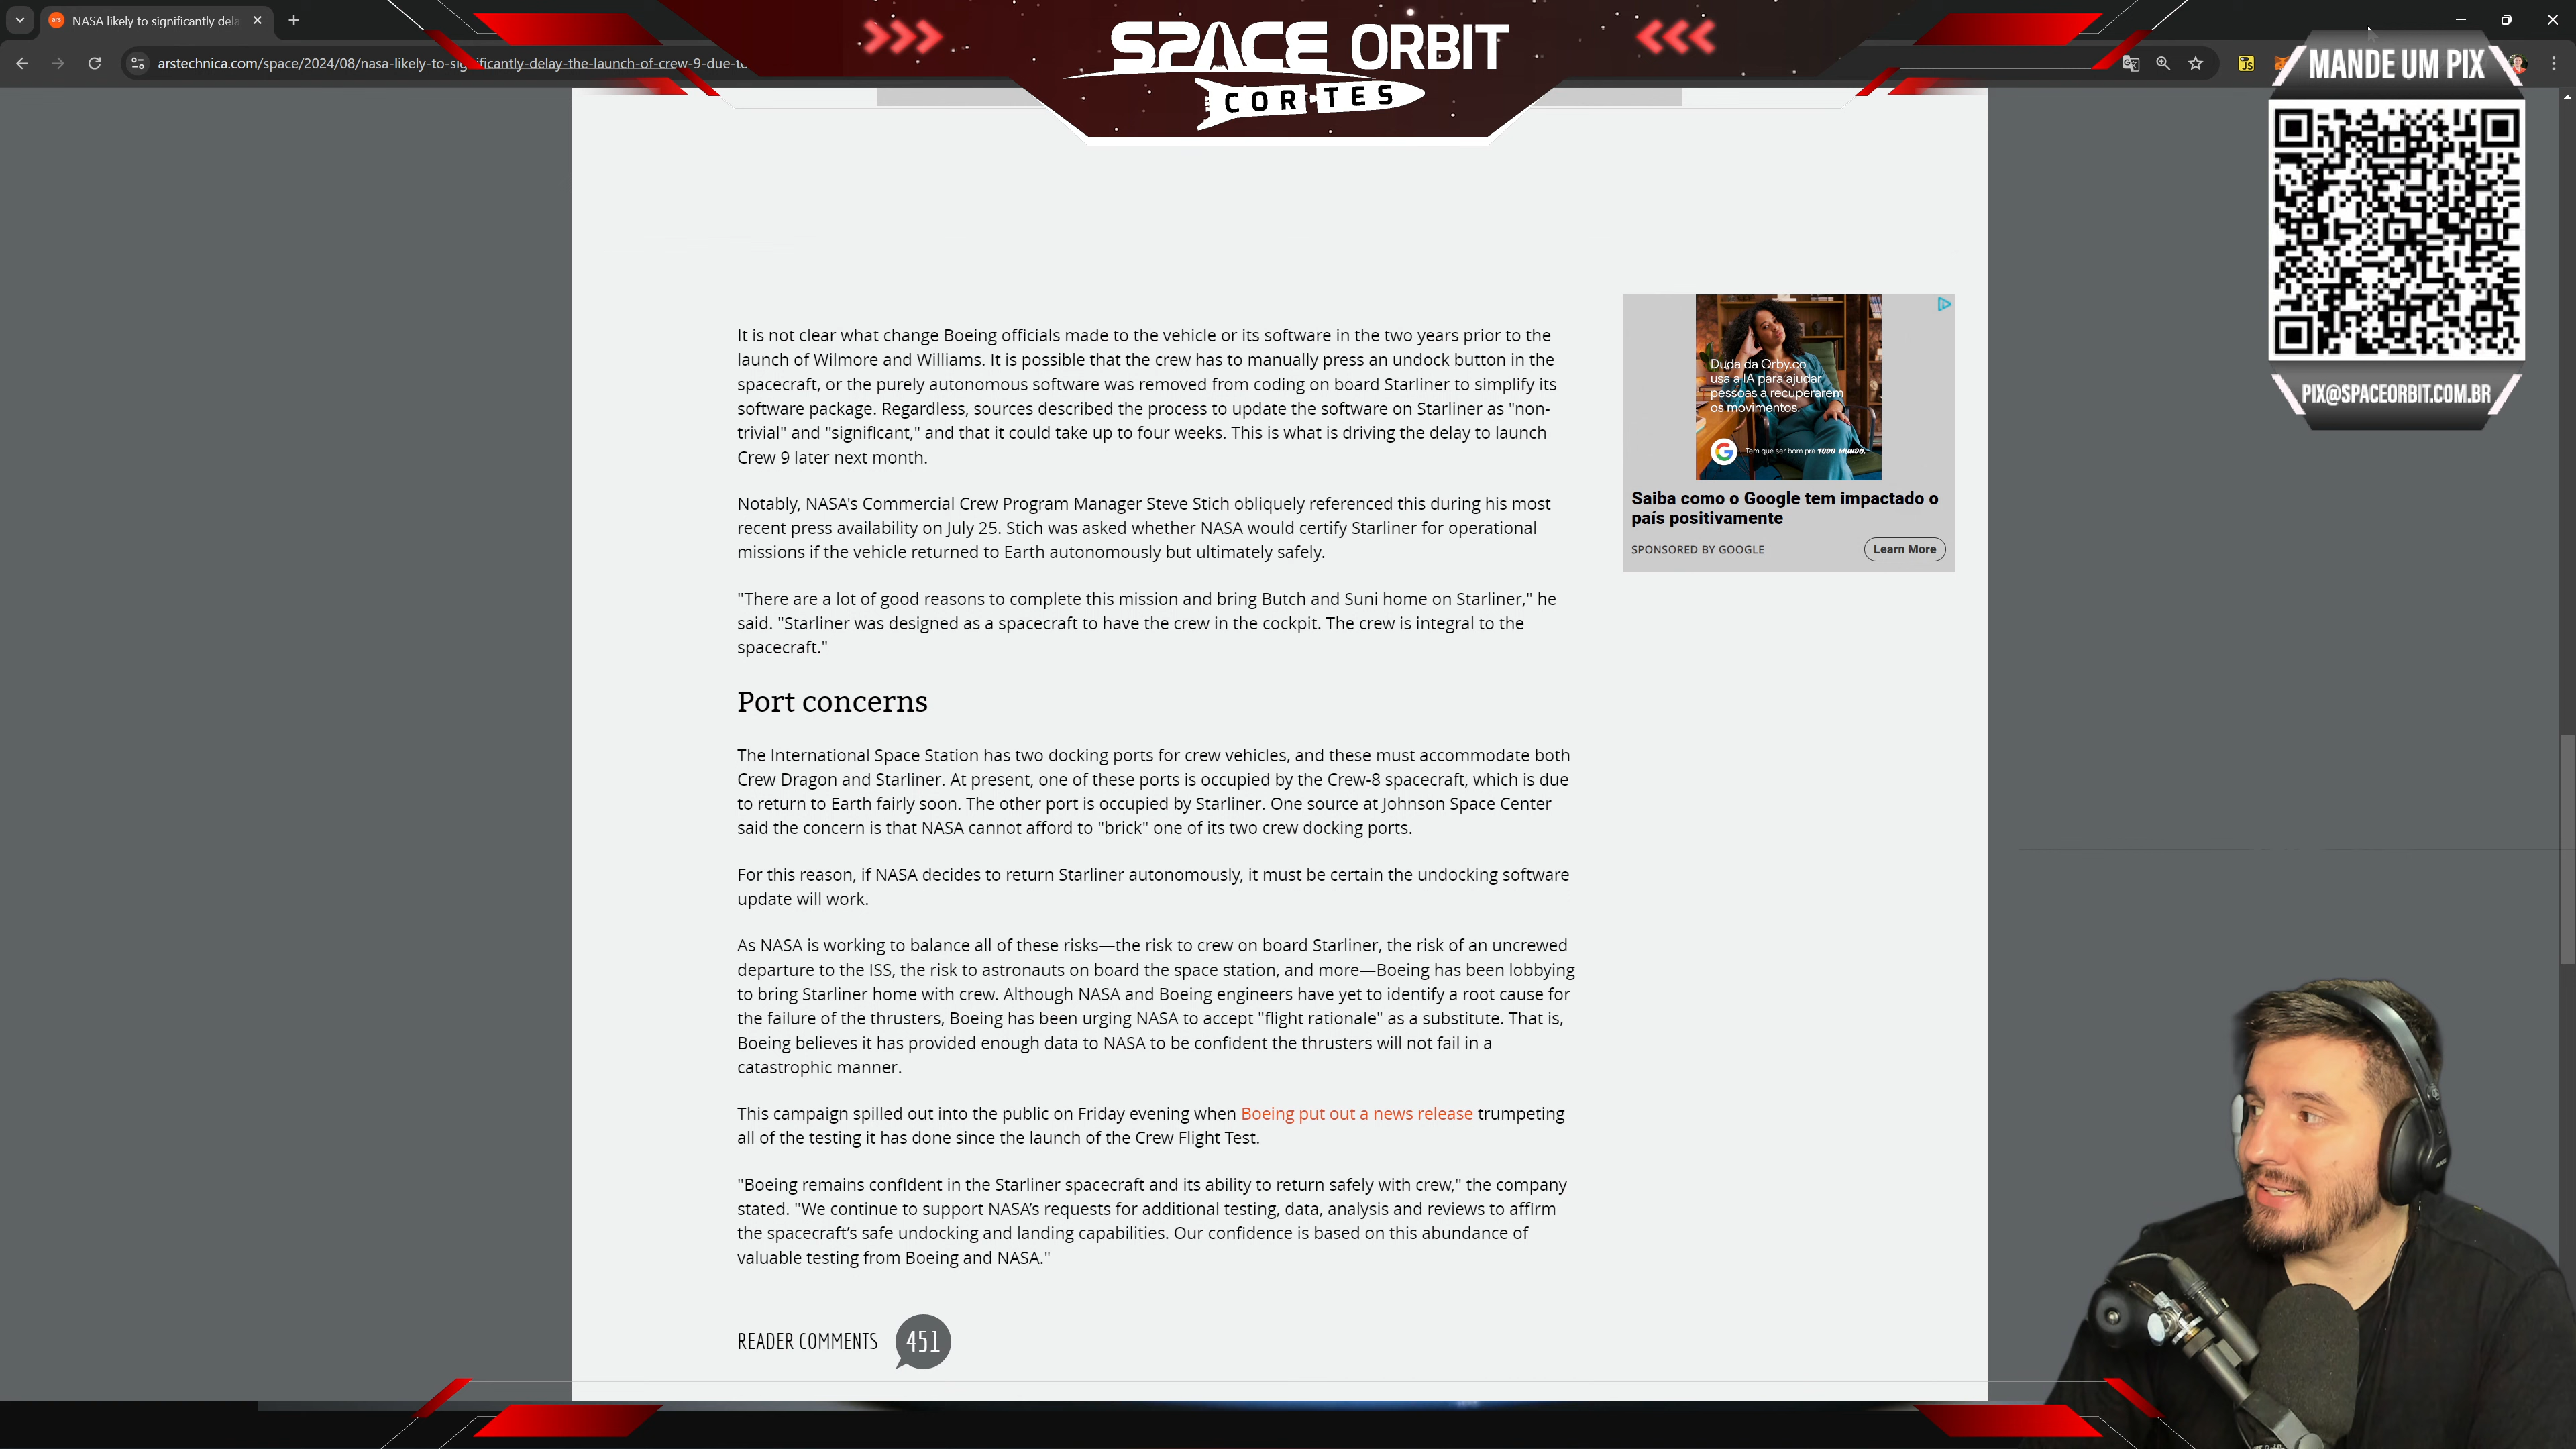 NASA likely to significantly dela
arstechnica.com/space/2024/08/nasa-likely-to-significantly-delay-the-launch-of-crew-9-due-to
SPACE ORBIT
CORTES
MANDE UM PIX
PIX@SPACEORBIT.COM.BR
It is not clear what change Boeing officials made to the vehicle or its software in the two years prior to the
launch of Wilmore and Williams. It is possible that the crew has to manually press an undock button in the
spacecraft, or the purely autonomous software was removed from coding on board Starliner to simplify its
software package. Regardless, sources described the process to update the software on Starliner as "non-
trivial" and "significant," and that it could take up to four weeks. This is what is driving the delay to launch
Crew 9 later next month.
Notably, NASA's Commercial Crew Program Manager Steve Stich obliquely referenced this during his most
recent press availability on July 25. Stich was asked whether NASA would certify Starliner for operational
missions if the vehicle returned to Earth autonomously but ultimately safely.
"There are a lot of good reasons to complete this mission and bring Butch and Suni home on Starliner," he
said. "Starliner was designed as a spacecraft to have the crew in the cockpit. The crew is integral to the
spacecraft."
Port concerns
The International Space Station has two docking ports for crew vehicles, and these must accommodate both
Crew Dragon and Starliner. At present, one of these ports is occupied by the Crew-8 spacecraft, which is due
to return to Earth fairly soon. The other port is occupied by Starliner. One source at Johnson Space Center
said the concern is that NASA cannot afford to "brick" one of its two crew docking ports.
For this reason, if NASA decides to return Starliner autonomously, it must be certain the undocking software
update will work.
As NASA is working to balance all of these risks—the risk to crew on board Starliner, the risk of an uncrewed
departure to the ISS, the risk to astronauts on board the space station, and more—Boeing has been lobbying
to bring Starliner home with crew. Although NASA and Boeing engineers have yet to identify a root cause for
the failure of the thrusters, Boeing has been urging NASA to accept "flight rationale" as a substitute. That is,
Boeing believes it has provided enough data to NASA to be confident the thrusters will not fail in a
catastrophic manner.
This campaign spilled out into the public on Friday evening when Boeing put out a news release trumpeting
all of the testing it has done since the launch of the Crew Flight Test.
"Boeing remains confident in the Starliner spacecraft and its ability to return safely with crew," the company
stated. "We continue to support NASA’s requests for additional testing, data, analysis and reviews to affirm
the spacecraft’s safe undocking and landing capabilities. Our confidence is based on this abundance of
valuable testing from Boeing and NASA."
READER COMMENTS 451
Duda da Orby.co
usa a IA para ajudar
pessoas a recuperarem
os movimentos.
Tem que ser bom pra TODO MUNDO.
Saiba como o Google tem impactado o
país positivamente
SPONSORED BY GOOGLE
Learn More